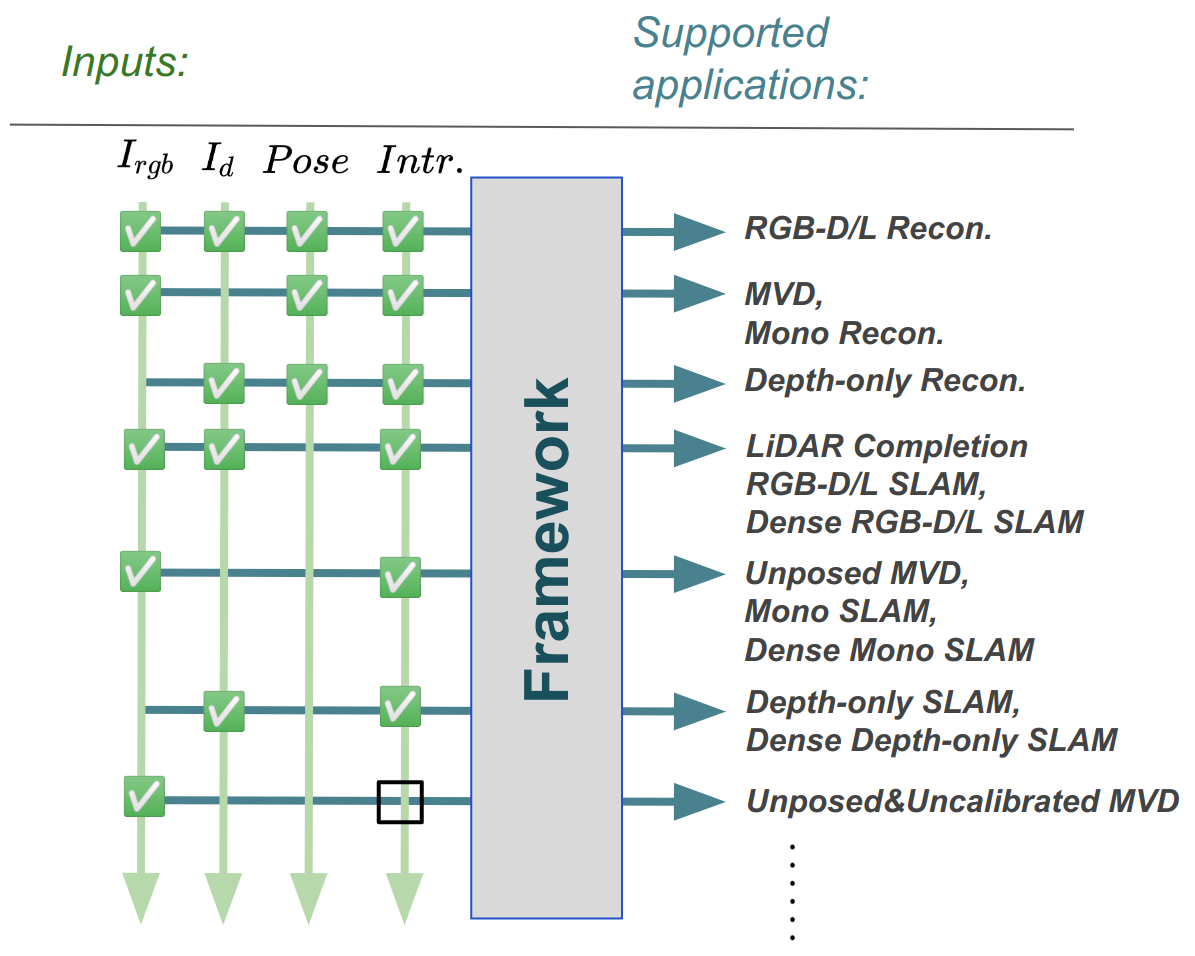 Inputs:
Supported
applications:
I_rgb I_d Pose Intr.
RGB-D/L Recon.
MVD,
Mono Recon.
Depth-only Recon.
LiDAR Completion
RGB-D/L SLAM,
Dense RGB-D/L SLAM
Unposed MVD,
Mono SLAM,
Dense Mono SLAM
Depth-only SLAM,
Dense Depth-only SLAM
Unposed&Uncalibrated MVD
Framework